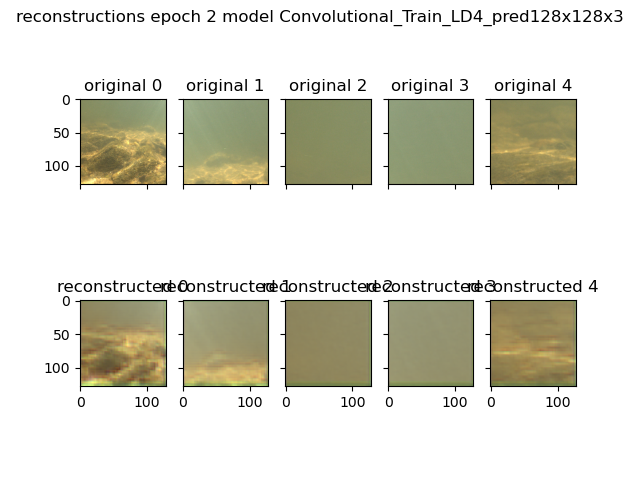 reconstructions epoch 2 model Convolutional_Train_LD4_pred128x128x3
original 0 original 1 original 2 original 3 original 4
0
50
100
reconstructed 0 reconstructed 1 reconstructed 2 reconstructed 3 reconstructed 4
0
50
100
0 100 0 100 0 100 0 100 0 100